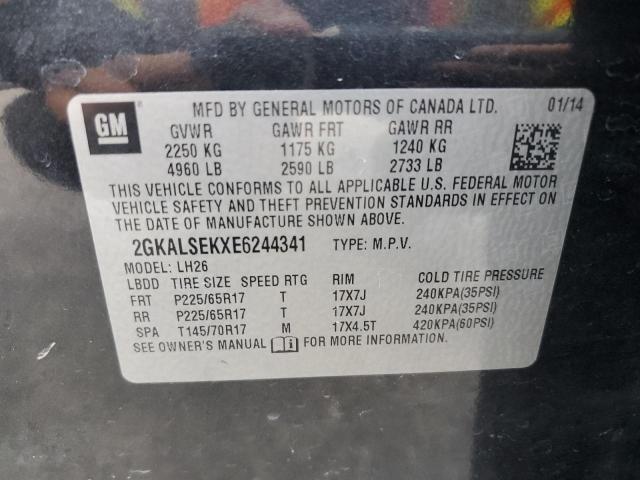 MFD BY GENERAL MOTORS OF CANADA LTD. 01/14
GM
GVWR GAWR FRT GAWR RR
2250 KG 1175 KG 1240 KG
4960 LB 2590 LB 2733 LB
THIS VEHICLE CONFORMS TO ALL APPLICABLE U.S. FEDERAL MOTOR
VEHICLE SAFETY AND THEFT PREVENTION STANDARDS IN EFFECT ON
THE DATE OF MANUFACTURE SHOWN ABOVE.
2GKALSEKXE6244341 TYPE: M.P.V.
MODEL: LH26
LBDD TIRE SIZE SPEED RTG RIM COLD TIRE PRESSURE
FRT P225/65R17 T 17X7J 240KPA(35PSI)
RR P225/65R17 T 17X7J 240KPA(35PSI)
SPA T145/70R17 M 17X4.5T 420KPA(60PSI)
SEE OWNER'S MANUAL FOR MORE INFORMATION.